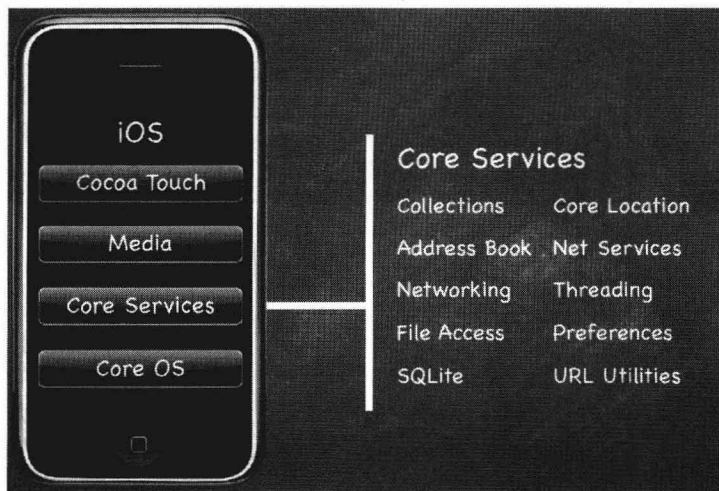 iOS
Cocoa Touch
Media
Core Services
Core OS
Core Services
Collections Core Location
Address Book Net Services
Networking Threading
File Access Preferences
SQLite URL Utilities